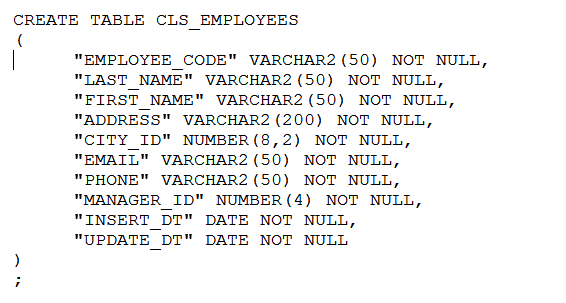 CREATE TABLE CLS_EMPLOYEES
(
"EMPLOYEE_CODE" VARCHAR2(50) NOT NULL,
"LAST_NAME" VARCHAR2(50) NOT NULL,
"FIRST_NAME" VARCHAR2(50) NOT NULL,
"ADDRESS" VARCHAR2(200) NOT NULL,
"CITY_ID" NUMBER(8,2) NOT NULL,
"EMAIL" VARCHAR2(50) NOT NULL,
"PHONE" VARCHAR2(50) NOT NULL,
"MANAGER_ID" NUMBER(4) NOT NULL,
"INSERT_DT" DATE NOT NULL,
"UPDATE_DT" DATE NOT NULL
)
;